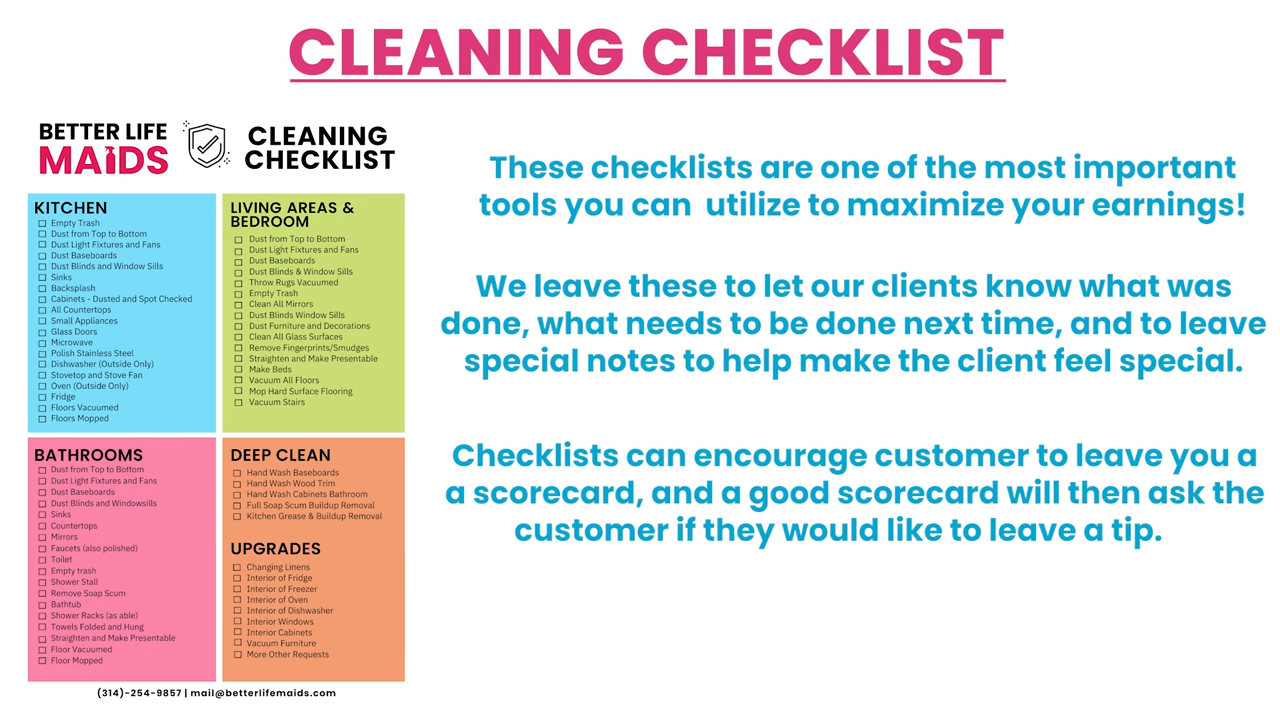 CLEANING CHECKLIST
BETTER LIFE
MAIDS
CLEANING
CHECKLIST
KITCHEN
Empty Trash
Dust from Top to Bottom
Dust Light Fixtures and Fans
Dust Baseboards
Dust Blinds and Window Sills
Sinks
Backsplash
Cabinets - Dusted and Spot Checked
All Countertops
Small Appliances
Glass Doors
Microwave
Polish Stainless Steel
Dishwasher (Outside Only)
Stovetop and Stove Fan
Oven (Outside Only)
Fridge
Floors Vacuumed
Floors Mopped
LIVING AREAS &
BEDROOM
Dust from Top to Bottom
Dust Light Fixtures and Fans
Dust Baseboards
Dust Blinds & Window Sills
Throw Rugs Vacuumed
Empty Trash
Clean All Mirrors
Dust Blinds Window Sills
Dust Furniture and Decorations
Clean All Glass Surfaces
Remove Fingerprints/Smudges
Straighten and Make Presentable
Make Beds
Vacuum All Floors
Mop Hard Surface Flooring
Vacuum Stairs
BATHROOMS
Dust from Top to Bottom
Dust Light Fixtures and Fans
Dust Baseboards
Dust Blinds and Windowsills
Sinks
Countertops
Mirrors
Faucets (also polished)
Toilet
Empty trash
Shower Stall
Remove Soap Scum
Bathtub
Shower Racks (as able)
Towels Folded and Hung
Straighten and Make Presentable
Floor Vacuumed
Floor Mopped
DEEP CLEAN
Hand Wash Baseboards
Hand Wash Wood Trim
Hand Wash Cabinets Bathroom
Full Soap Scum Buildup Removal
Kitchen Grease & Buildup Removal
UPGRADES
Changing Linens
Interior of Fridge
Interior of Freezer
Interior of Oven
Interior of Dishwasher
Interior Windows
Interior Cabinets
Vacuum Furniture
More Other Requests
(314)-254-9857 | mail@betterlifemaids.com
These checklists are one of the most important
tools you can utilize to maximize your earnings!
We leave these to let our clients know what was
done, what needs to be done next time, and to leave
special notes to help make the client feel special.
Checklists can encourage customer to leave you a
a scorecard, and a good scorecard will then ask the
customer if they would like to leave a tip.